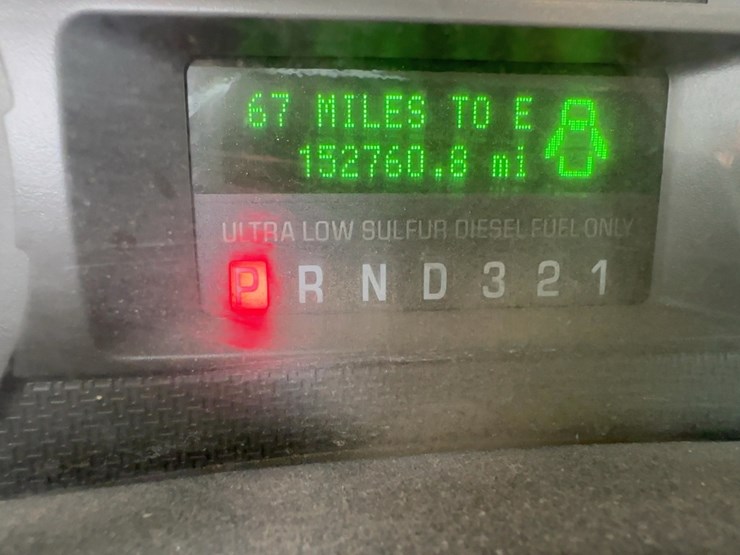 67 MILES TO E
152760.8 mi
ULTRA LOW SULFUR DIESEL FUEL ONLY
P R N D 3 2 1